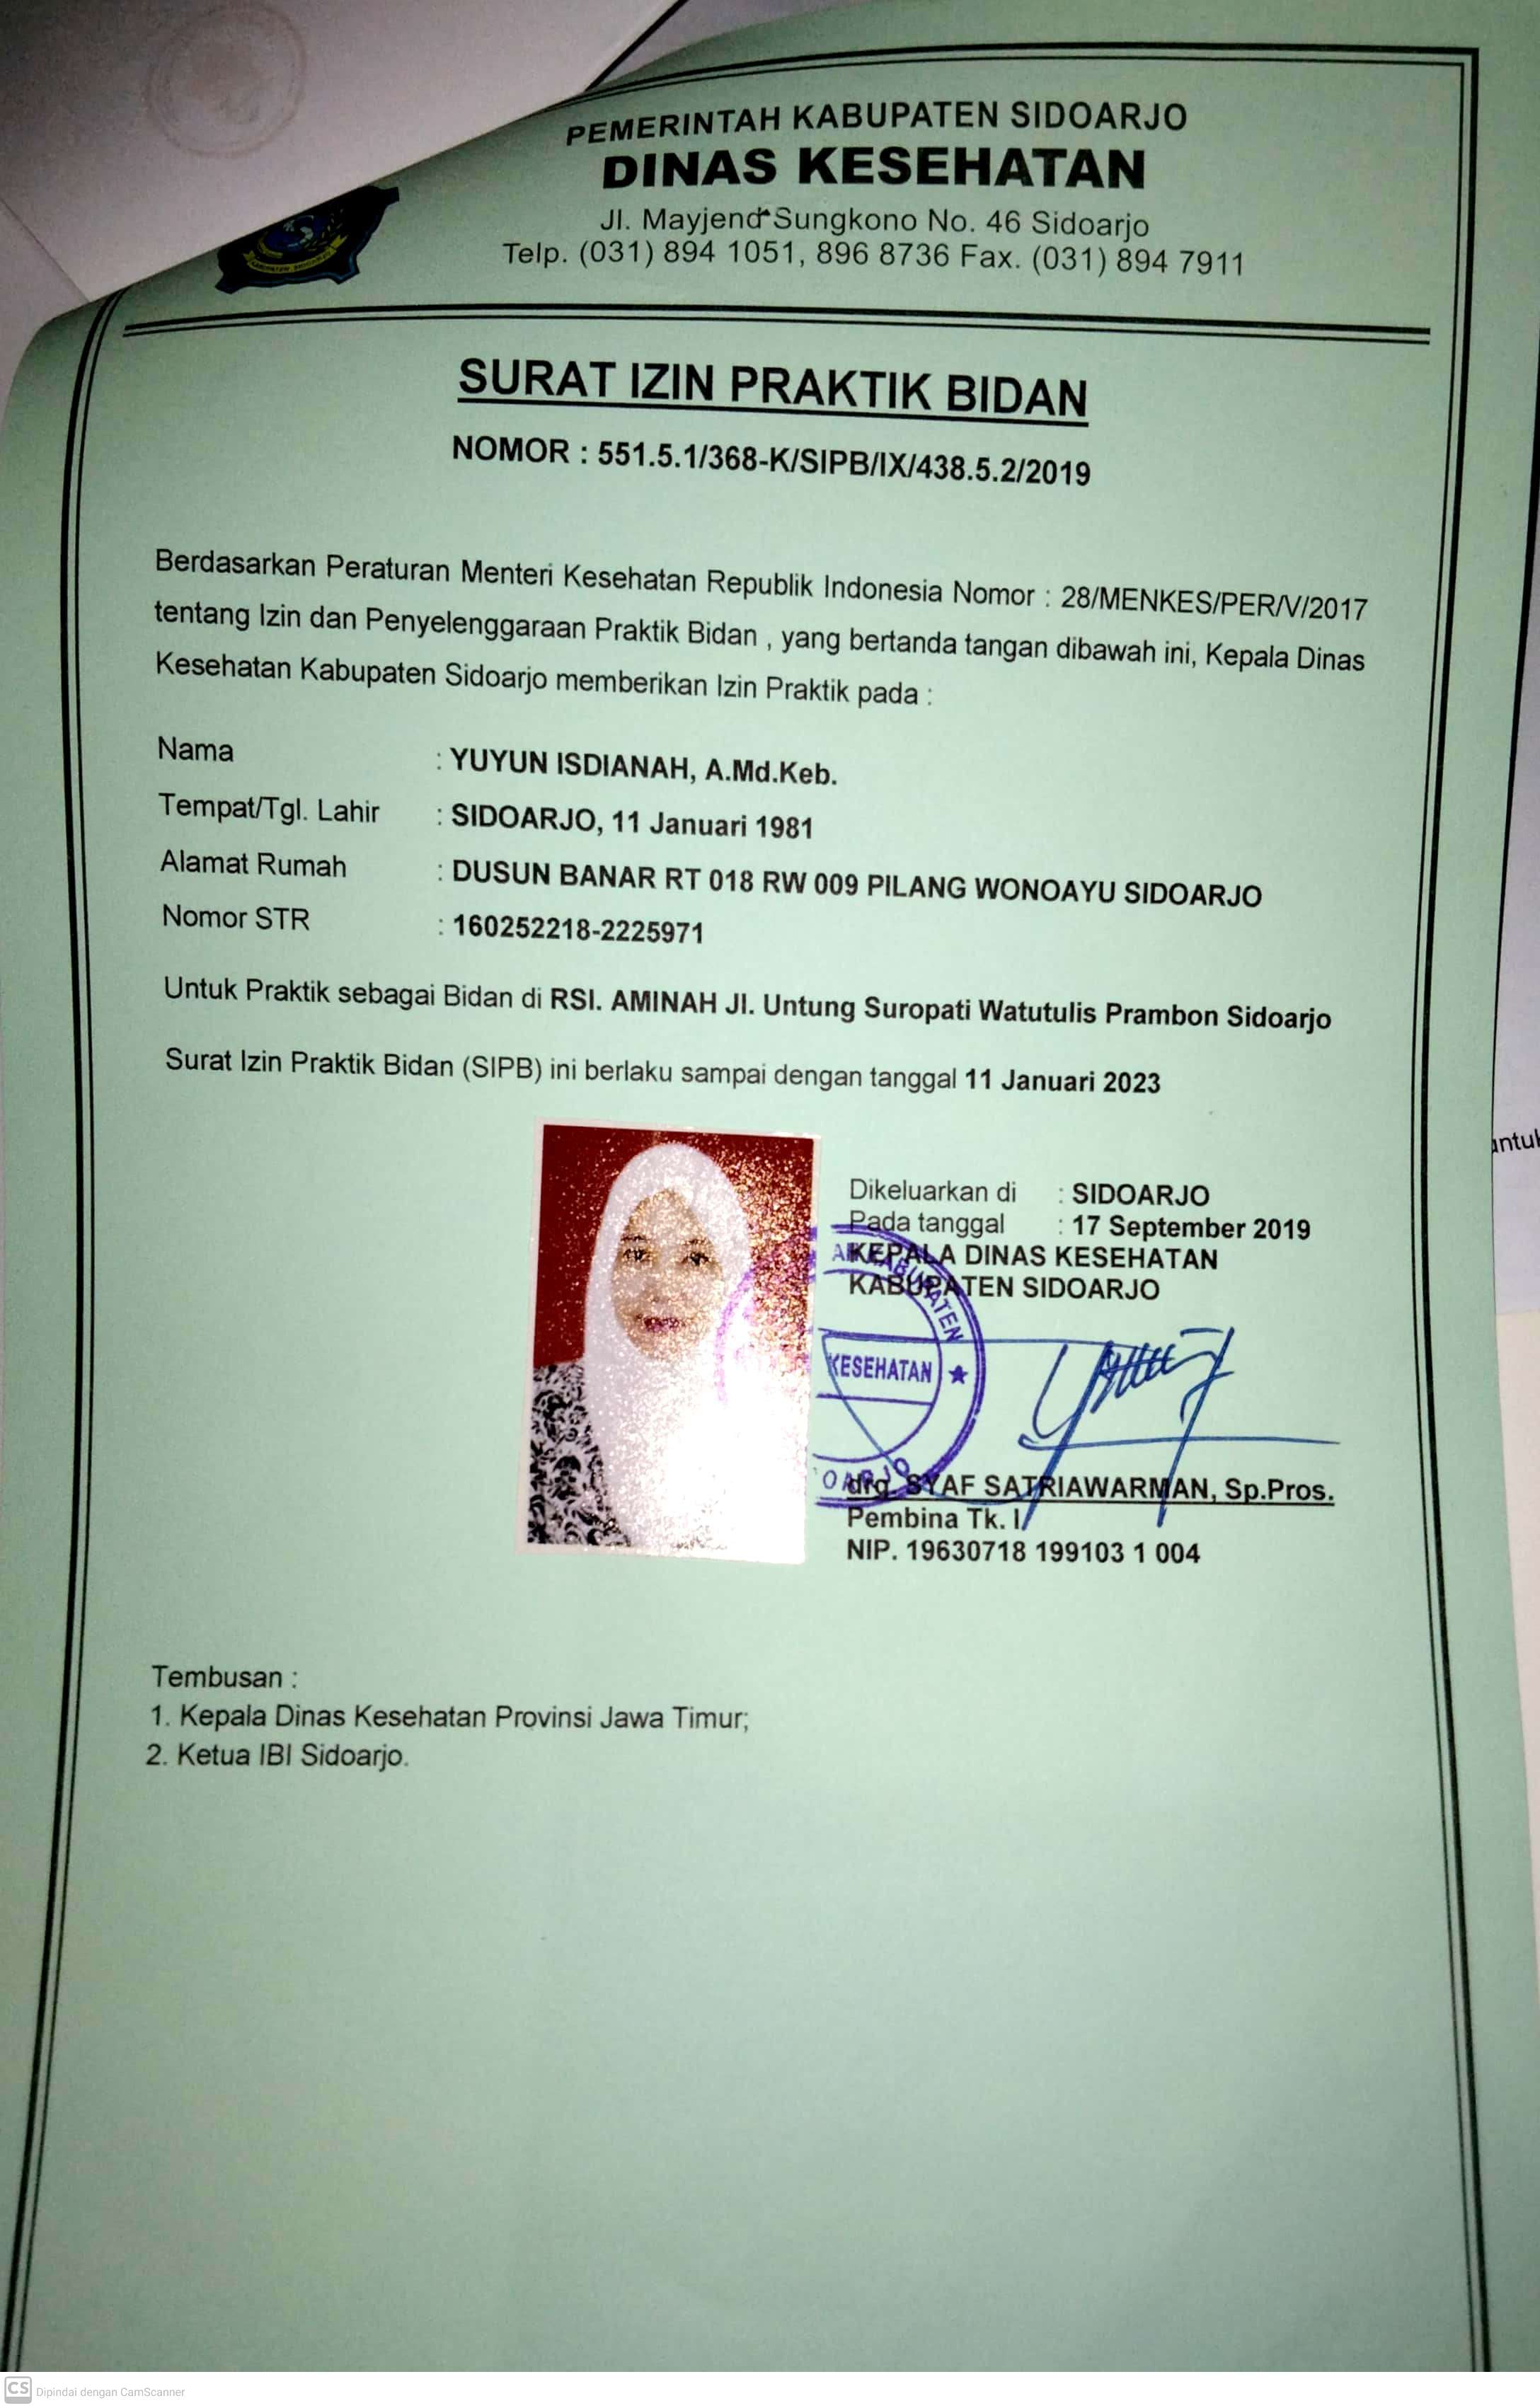 PEMERINTAH KABUPATEN SIDOARJO
DINAS KESEHATAN
Jl. Mayjend Sungkono No. 46 Sidoarjo
Telp. (031) 894 1051, 896 8736 Fax. (031) 894 7911
SURAT IZIN PRAKTIK BIDAN
NOMOR : 551.5.1/368-K/SIPB/IX/438.5.2/2019
Berdasarkan Peraturan Menteri Kesehatan Republik Indonesia Nomor : 28/MENKES/PER/V/2017
tentang Izin dan Penyelenggaraan Praktik Bidan , yang bertanda tangan dibawah ini, Kepala Dinas
Kesehatan Kabupaten Sidoarjo memberikan Izin Praktik pada :
Nama : YUYUN ISDIANAH, A.Md.Keb.
Tempat/Tgl. Lahir : SIDOARJO, 11 Januari 1981
Alamat Rumah : DUSUN BANAR RT 018 RW 009 PILANG WONOAYU SIDOARJO
Nomor STR : 160252218-2225971
Untuk Praktik sebagai Bidan di RSI. AMINAH Jl. Untung Suropati Watutulis Prambon Sidoarjo
Surat Izin Praktik Bidan (SIPB) ini berlaku sampai dengan tanggal 11 Januari 2023
Dikeluarkan di : SIDOARJO
Pada tanggal : 17 September 2019
KEPALA DINAS KESEHATAN
KABUPATEN SIDOARJO
KABUPATEN
KESEHATAN
drg. SYAF SATRIAWARMAN, Sp.Pros.
Pembina Tk. I
NIP. 19630718 199103 1 004
Tembusan :
1. Kepala Dinas Kesehatan Provinsi Jawa Timur;
2. Ketua IBI Sidoarjo.
CS Dipindai dengan CamScanner